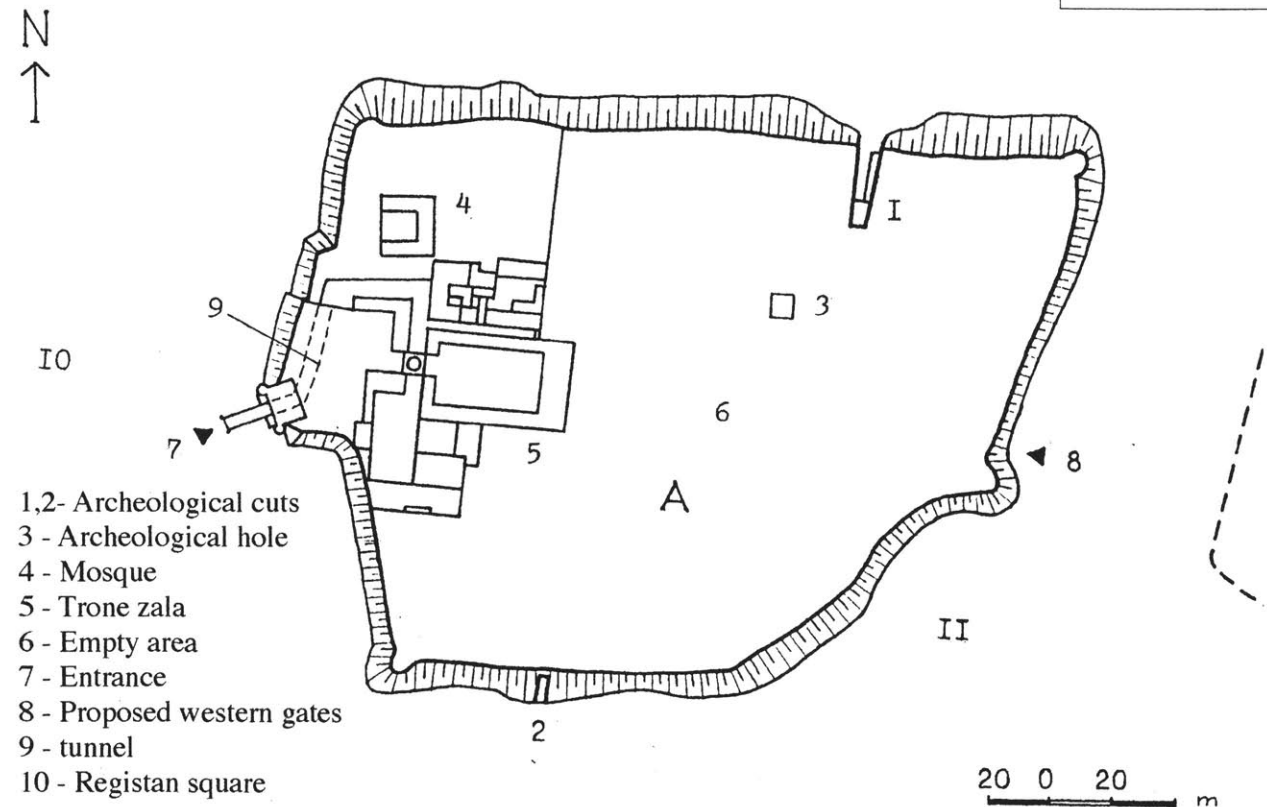 N
4
I
9
3
10
6
7
5
8
A
1,2- Archeological cuts
3 - Archeological hole
4 - Mosque
5 - Trone zala
6 - Empty area
7 - Entrance
8 - Proposed western gates
9 - tunnel
10 - Registan square
II
2
20 0 20
m